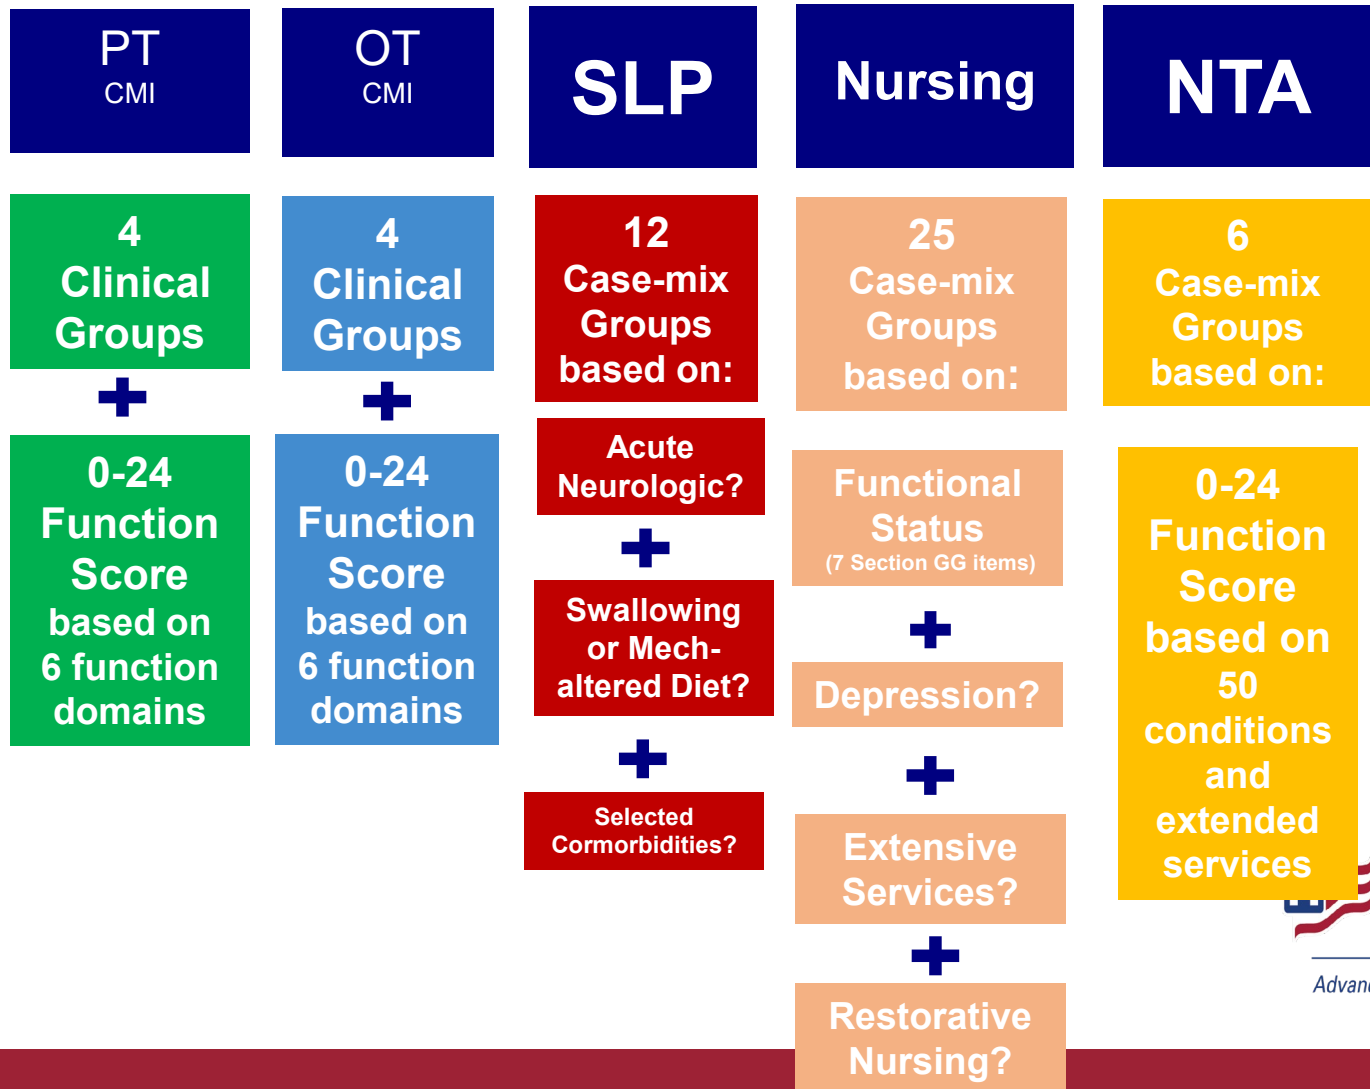 PT
CMI
4
Clinical
Groups
0-24
Function
Score
based on
6 function
domains
OT
CMI
4
Clinical
Groups
0-24
Function
Score
based on
6 function
domains
SLP
12
Case-mix
Groups
based on:
Acute
Neurologic?
Swallowing
or Mech-
altered Diet?
Selected
Cormorbidities?
Nursing
25
Case-mix
Groups
based on:
Functional
Status
(7 Section GG items)
Depression?
Extensive
Services?
Restorative
Nursing?
NTA
6
Case-mix
Groups
based on:
0-24
Function
Score
based on
50
conditions
and
extended
services